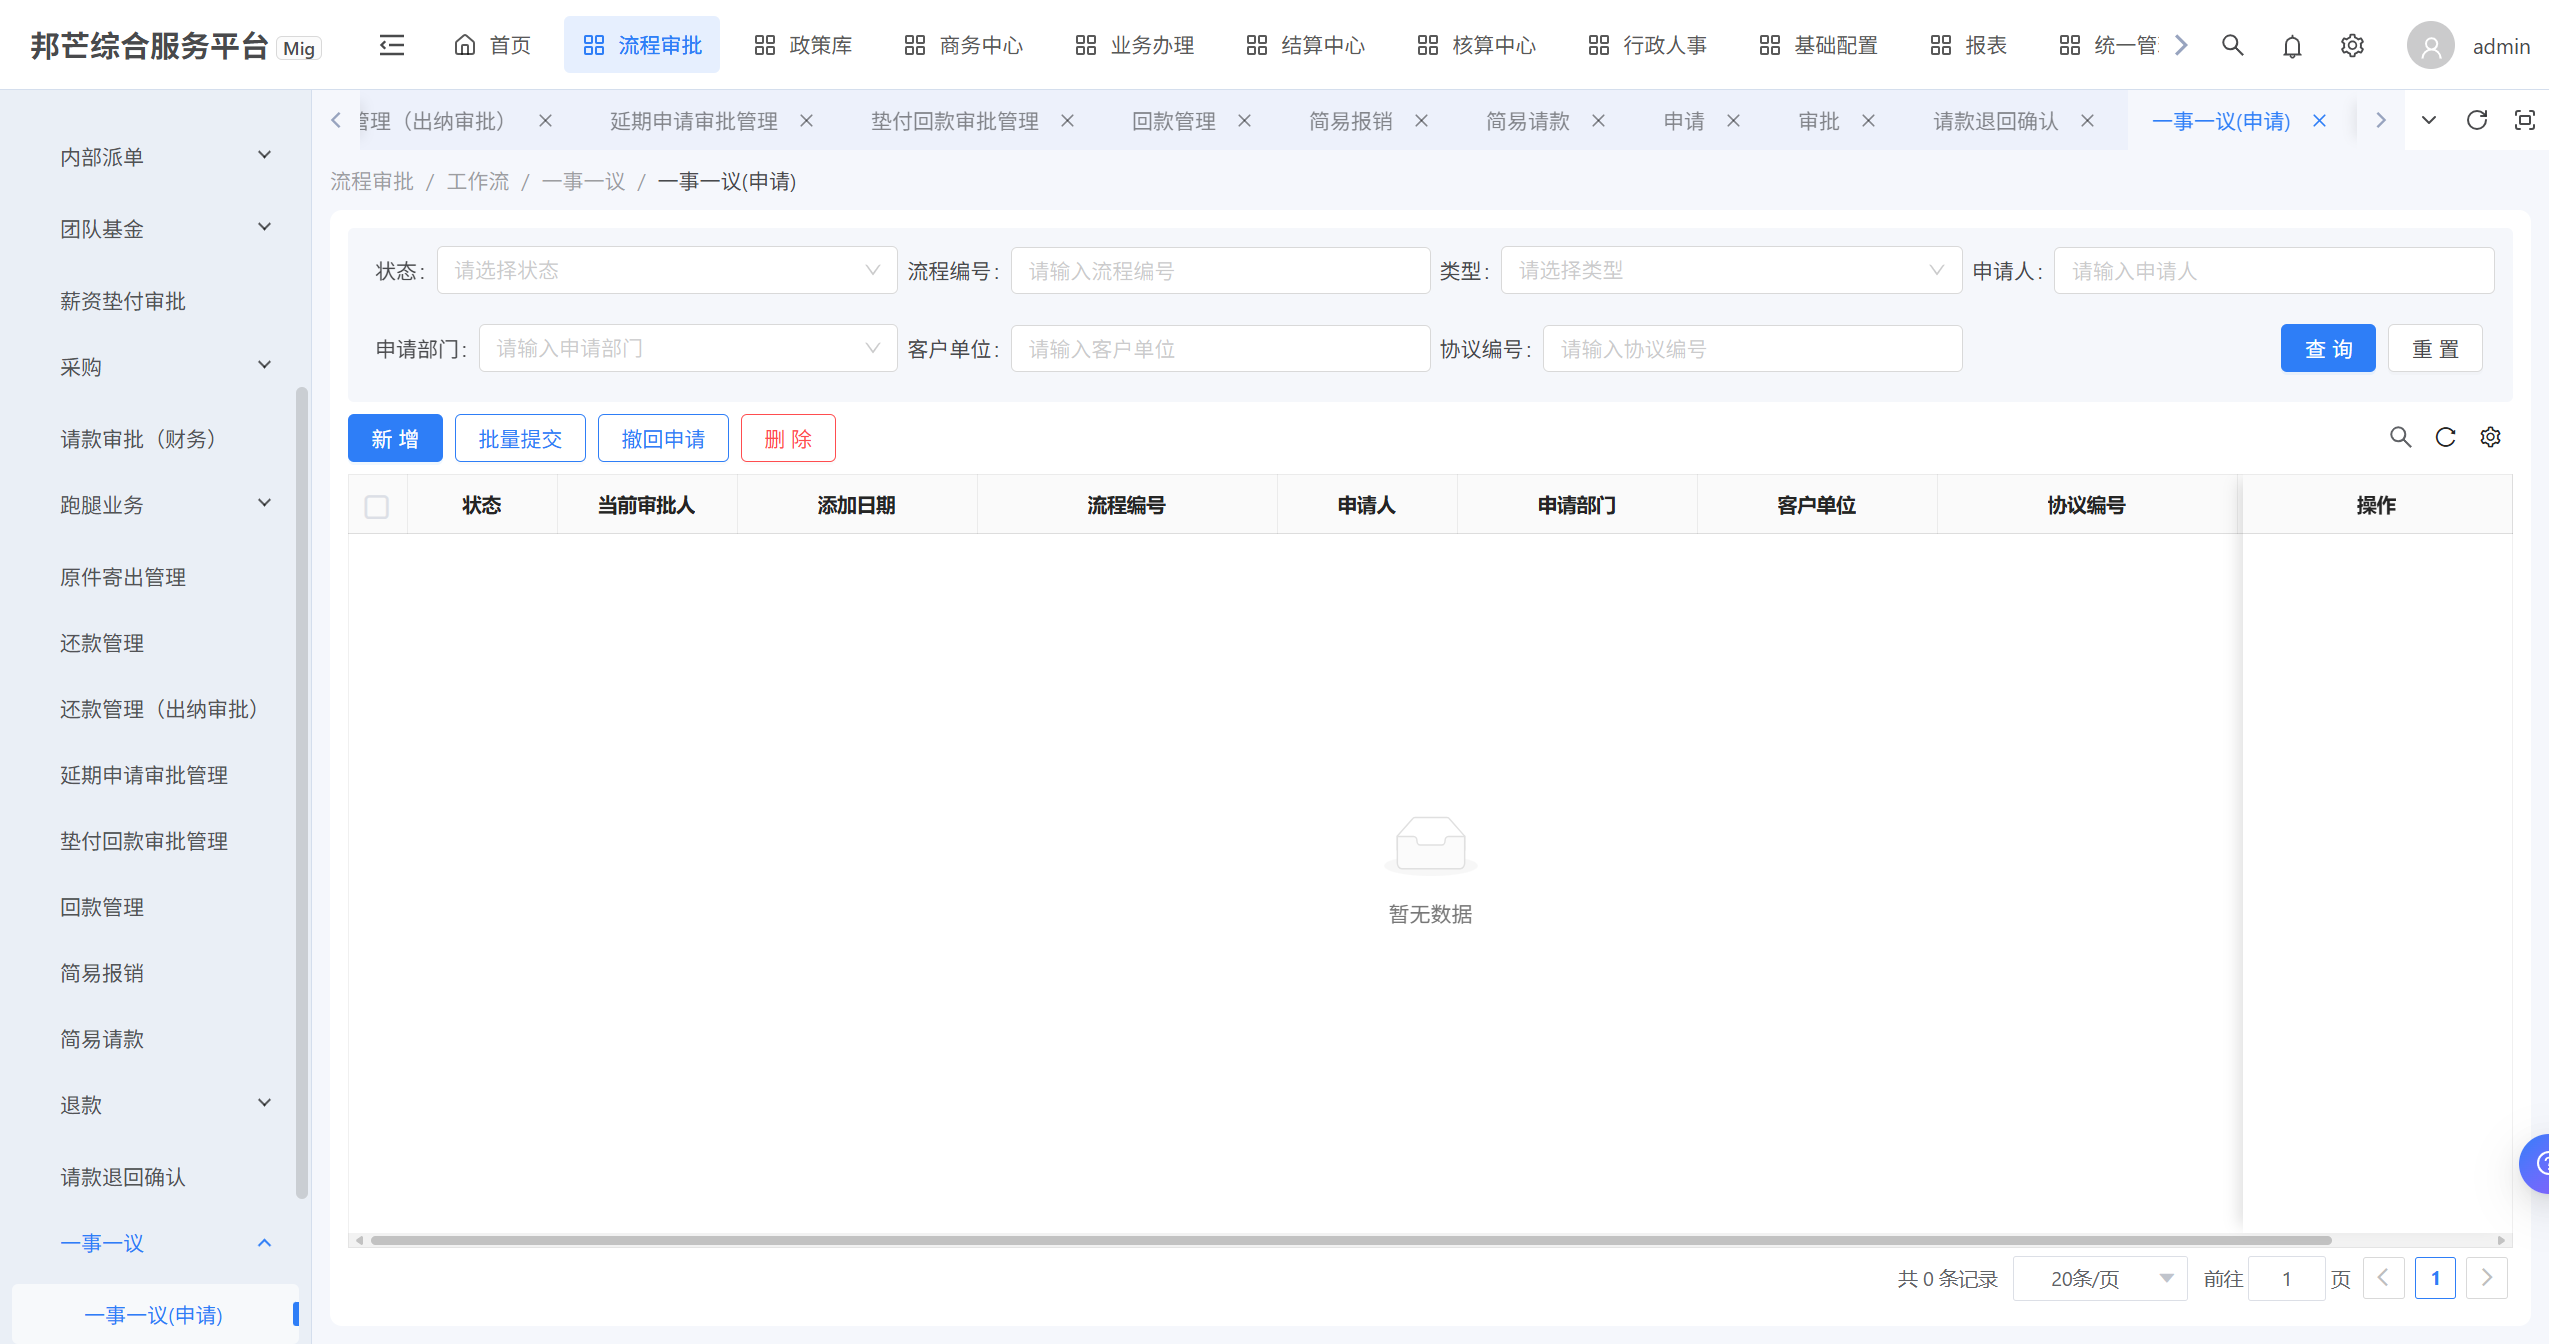 邦芒综合服务平台 Mig
首页 流程审批 政策库 商务中心 业务办理 结算中心 核算中心 行政人事 基础配置 报表 统一管
admin
管理（出纳审批） 延期申请审批管理 垫付回款审批管理 回款管理 简易报销 简易请款 申请 审批 请款退回确认 一事一议(申请)
流程审批 / 工作流 / 一事一议 / 一事一议(申请)
内部派单
团队基金
薪资垫付审批
采购
请款审批（财务）
跑腿业务
原件寄出管理
还款管理
还款管理（出纳审批）
延期申请审批管理
垫付回款审批管理
回款管理
简易报销
简易请款
退款
请款退回确认
一事一议
一事一议(申请)
状态: 请选择状态 流程编号: 请输入流程编号 类型: 请选择类型 申请人: 请输入申请人
申请部门: 请输入申请部门 客户单位: 请输入客户单位 协议编号: 请输入协议编号 查询 重置
新增 批量提交 撤回申请 删除
状态 当前审批人 添加日期 流程编号 申请人 申请部门 客户单位 协议编号 操作
暂无数据
共 0 条记录 20条/页 前往 1 页 1